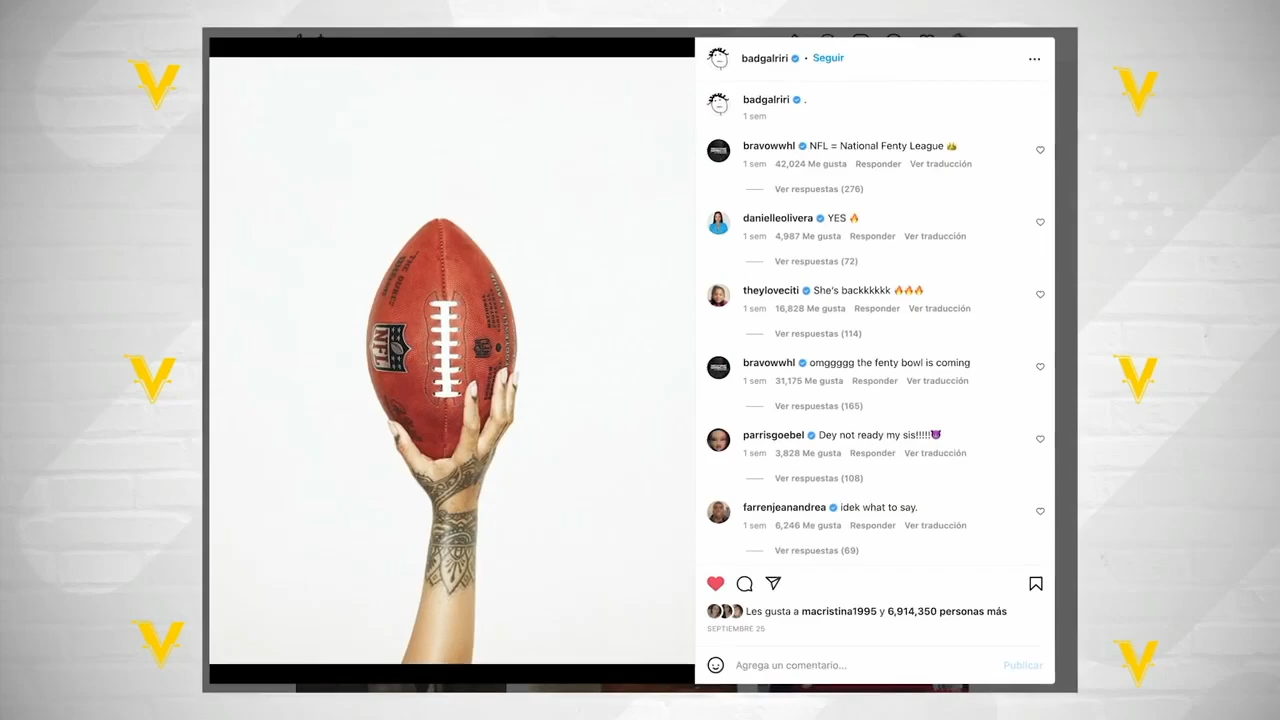 badgalriri • Seguir
badgalriri .
1 sem
bravowwhl NFL = National Fenty League
1 sem 42,024 Me gusta Responder Ver traducción
Ver respuestas (276)
danielleolivera YES
1 sem 4,987 Me gusta Responder Ver traducción
Ver respuestas (72)
theyloveciti She's backkkkkk
1 sem 16,828 Me gusta Responder Ver traducción
Ver respuestas (114)
bravowwhl omggggg the fenty bowl is coming
1 sem 31,175 Me gusta Responder Ver traducción
Ver respuestas (165)
parrisgoebel Dey not ready my sis!!!!!
1 sem 3,828 Me gusta Responder Ver traducción
Ver respuestas (108)
farrenjeanandrea idek what to say.
1 sem 6,246 Me gusta Responder Ver traducción
Ver respuestas (69)
Les gusta a macristina1995 y 6,914,350 personas más
SEPTIEMBRE 25
Agrega un comentario... Publicar
THE DUKE
NFL
V
V
V
V
V
V